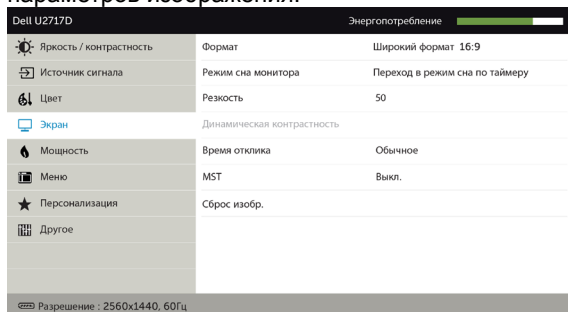 параметров изображения.
Dell U2717D Энергопотребление
Яркость / контрастность Формат Широкий формат 16:9
Источник сигнала Режим сна монитора Переход в режим сна по таймеру
Цвет Резкость 50
Экран Динамическая контрастность
Мощность Время отклика Обычное
Меню MST Выкл.
Персонализация Сброс изобр.
Другое
Разрешение : 2560x1440, 60Гц